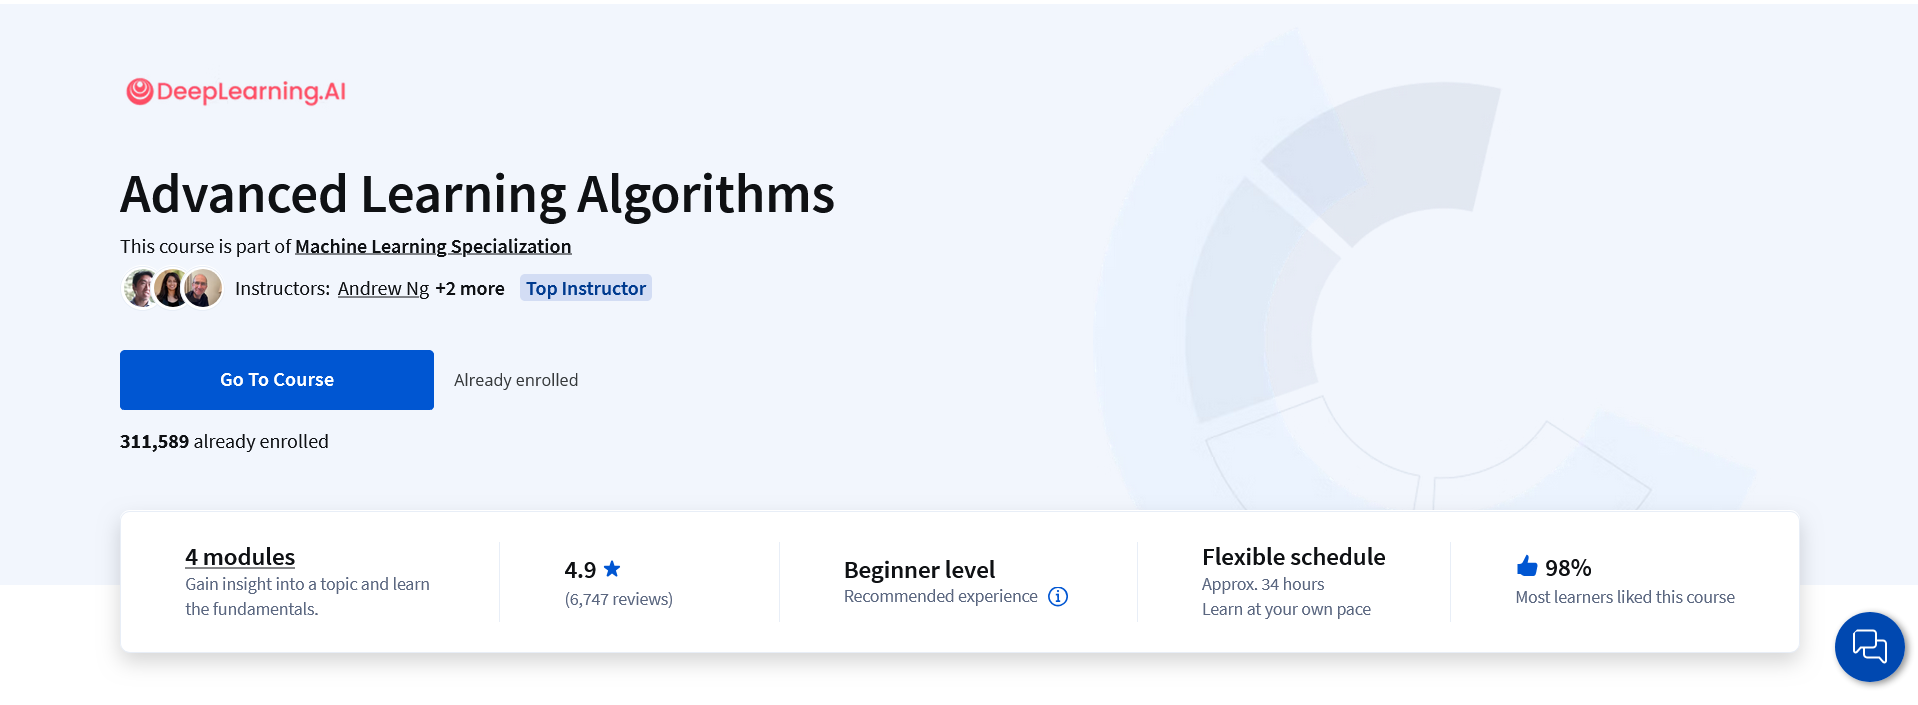 DeepLearning.AI
Advanced Learning Algorithms
This course is part of Machine Learning Specialization
Instructors: Andrew Ng +2 more Top Instructor
Go To Course Already enrolled
311,589 already enrolled
4 modules
Gain insight into a topic and learn
the fundamentals.
4.9
(6,747 reviews)
Beginner level
Recommended experience
Flexible schedule
Approx. 34 hours
Learn at your own pace
98%
Most learners liked this course